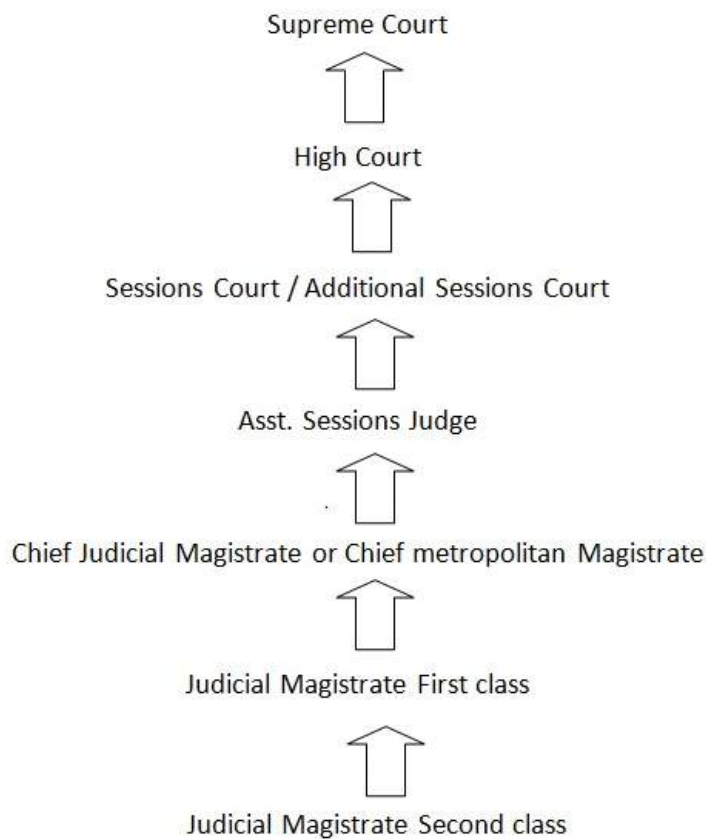 Supreme Court
High Court
Sessions Court / Additional Sessions Court
Asst. Sessions Judge
Chief Judicial Magistrate or Chief metropolitan Magistrate
Judicial Magistrate First class
Judicial Magistrate Second class